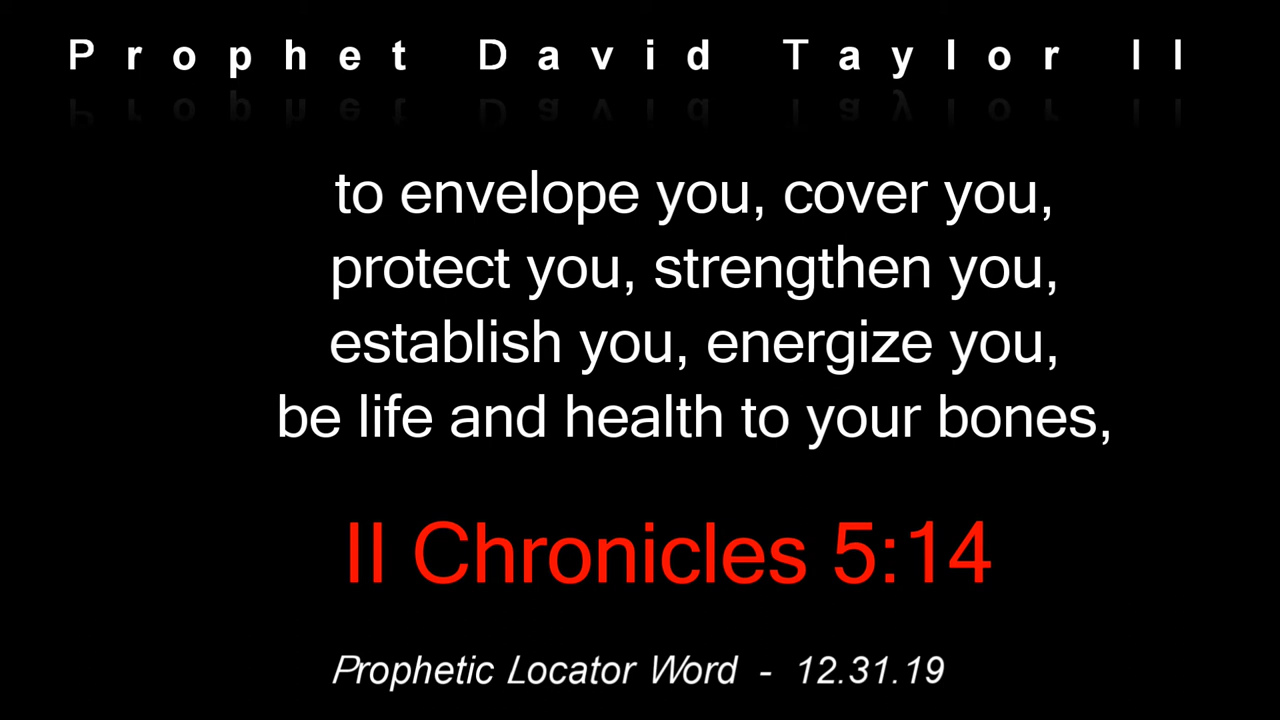 Prophet David Taylor II
to envelope you, cover you,
protect you, strengthen you,
establish you, energize you,
be life and health to your bones,
II Chronicles 5:14
Prophetic Locator Word - 12.31.19